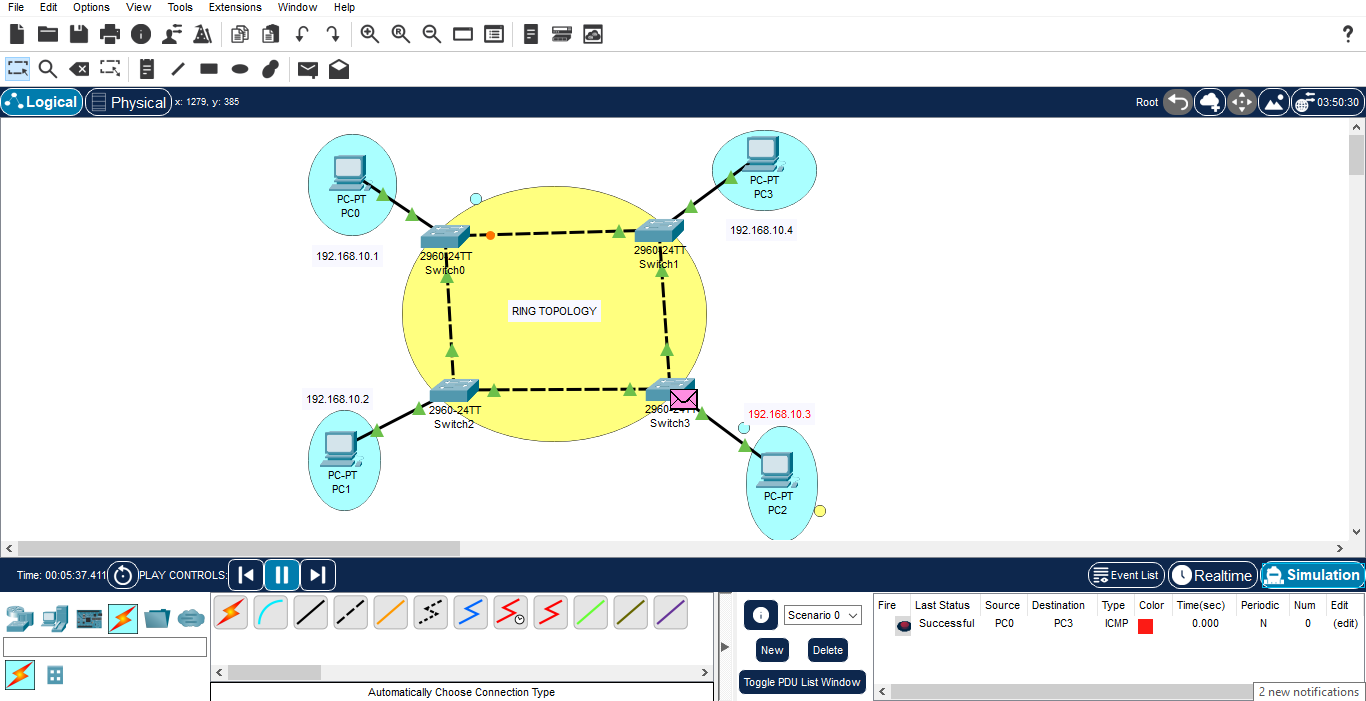 File Edit Options View Tools Extensions Window Help
?
Logical Physical x: 1279, y: 385 Root 03:50:30
PC-PT
PC0
192.168.10.1
PC-PT
PC3
192.168.10.4
2960-24TT
Switch0
2960-24TT
Switch1
RING TOPOLOGY
192.168.10.2
2960-24TT
Switch2
2960-24TT
Switch3
192.168.10.3
PC-PT
PC1
PC-PT
PC2
Time: 00:05:37.411 PLAY CONTROLS: Event List Realtime Simulation
Automatically Choose Connection Type
Scenario 0
New Delete
Toggle PDU List Window
Fire Last Status Source Destination Type Color Time(sec) Periodic Num Edit
Successful PC0 PC3 ICMP 0.000 N 0 (edit)
2 new notifications